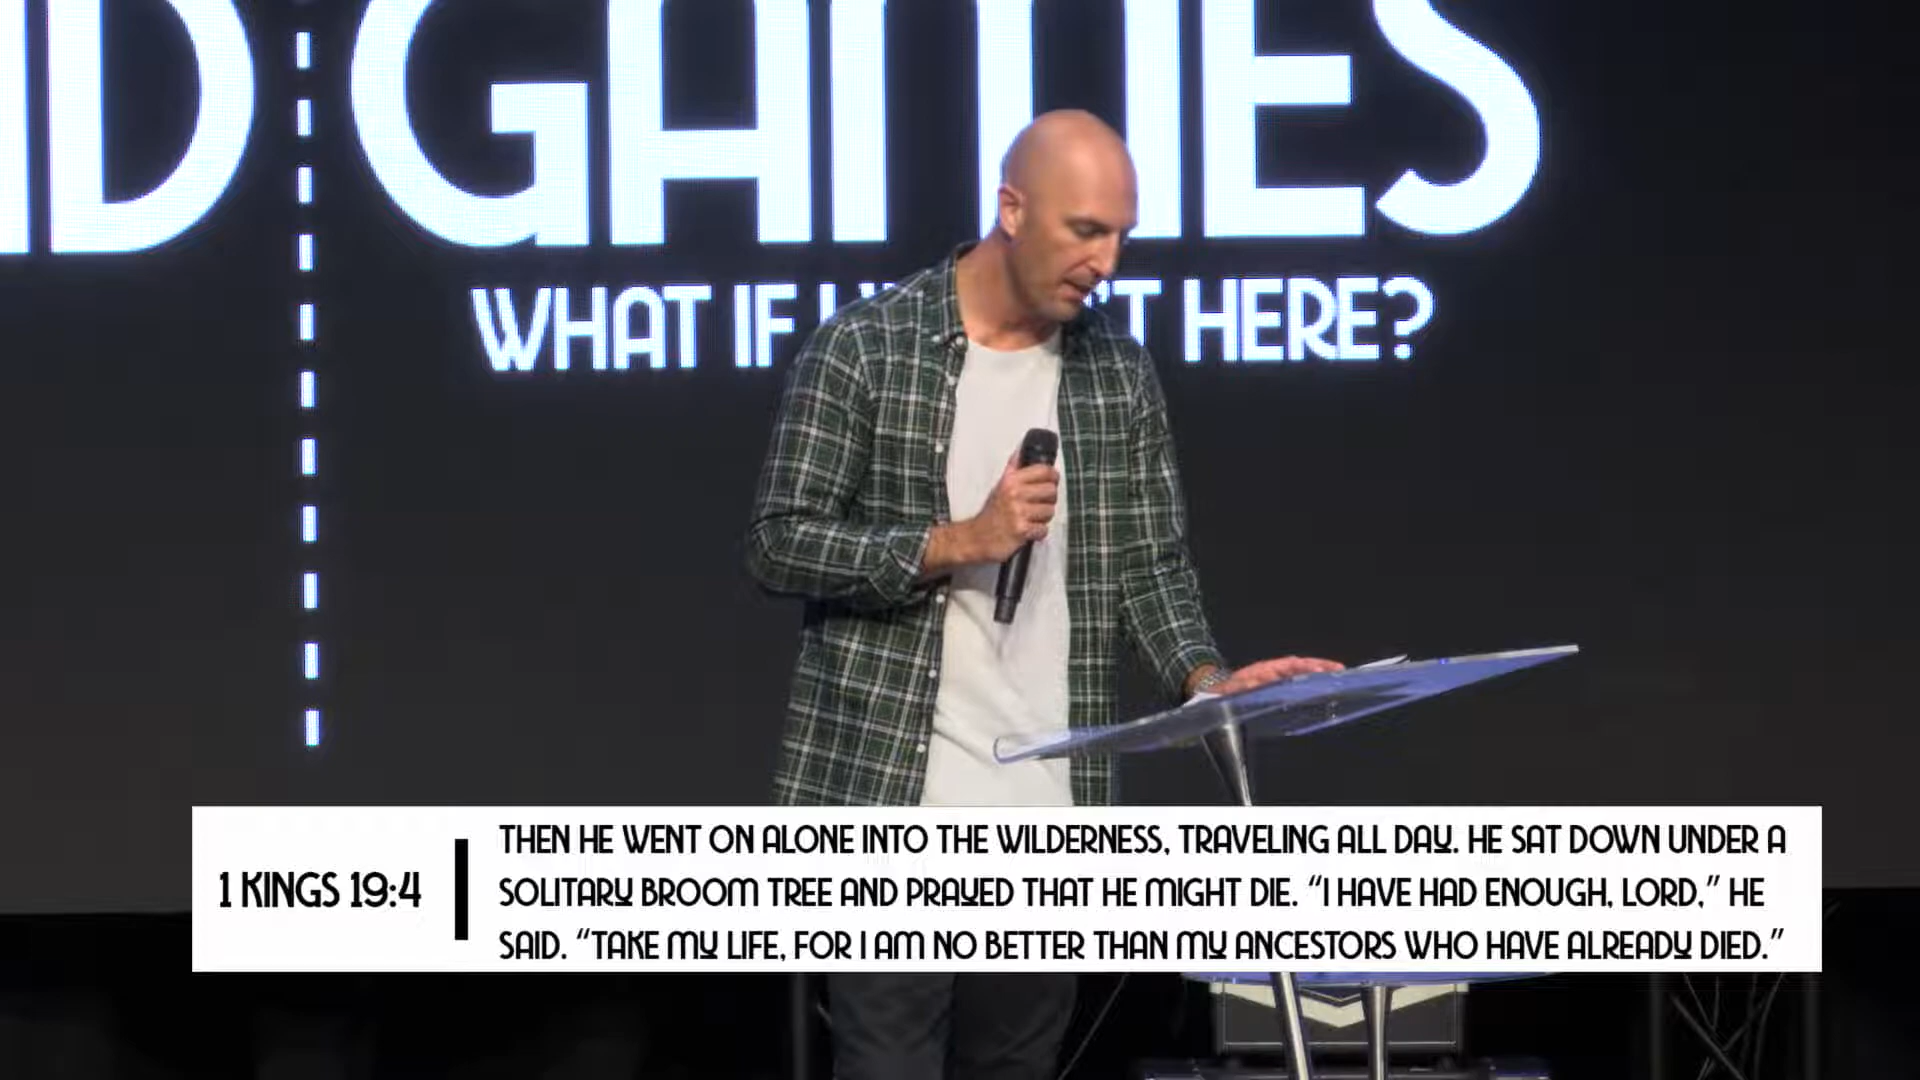 D GAMES
WHAT IF I T HERE?
1 KINGS 19:4
THEN HE WENT ON ALONE INTO THE WILDERNESS, TRAVELING ALL DAY. HE SAT DOWN UNDER A
SOLITARY BROOM TREE AND PRAYED THAT HE MIGHT DIE. “I HAVE HAD ENOUGH, LORD,” HE
SAID. “TAKE MY LIFE, FOR I AM NO BETTER THAN MY ANCESTORS WHO HAVE ALREADY DIED.”